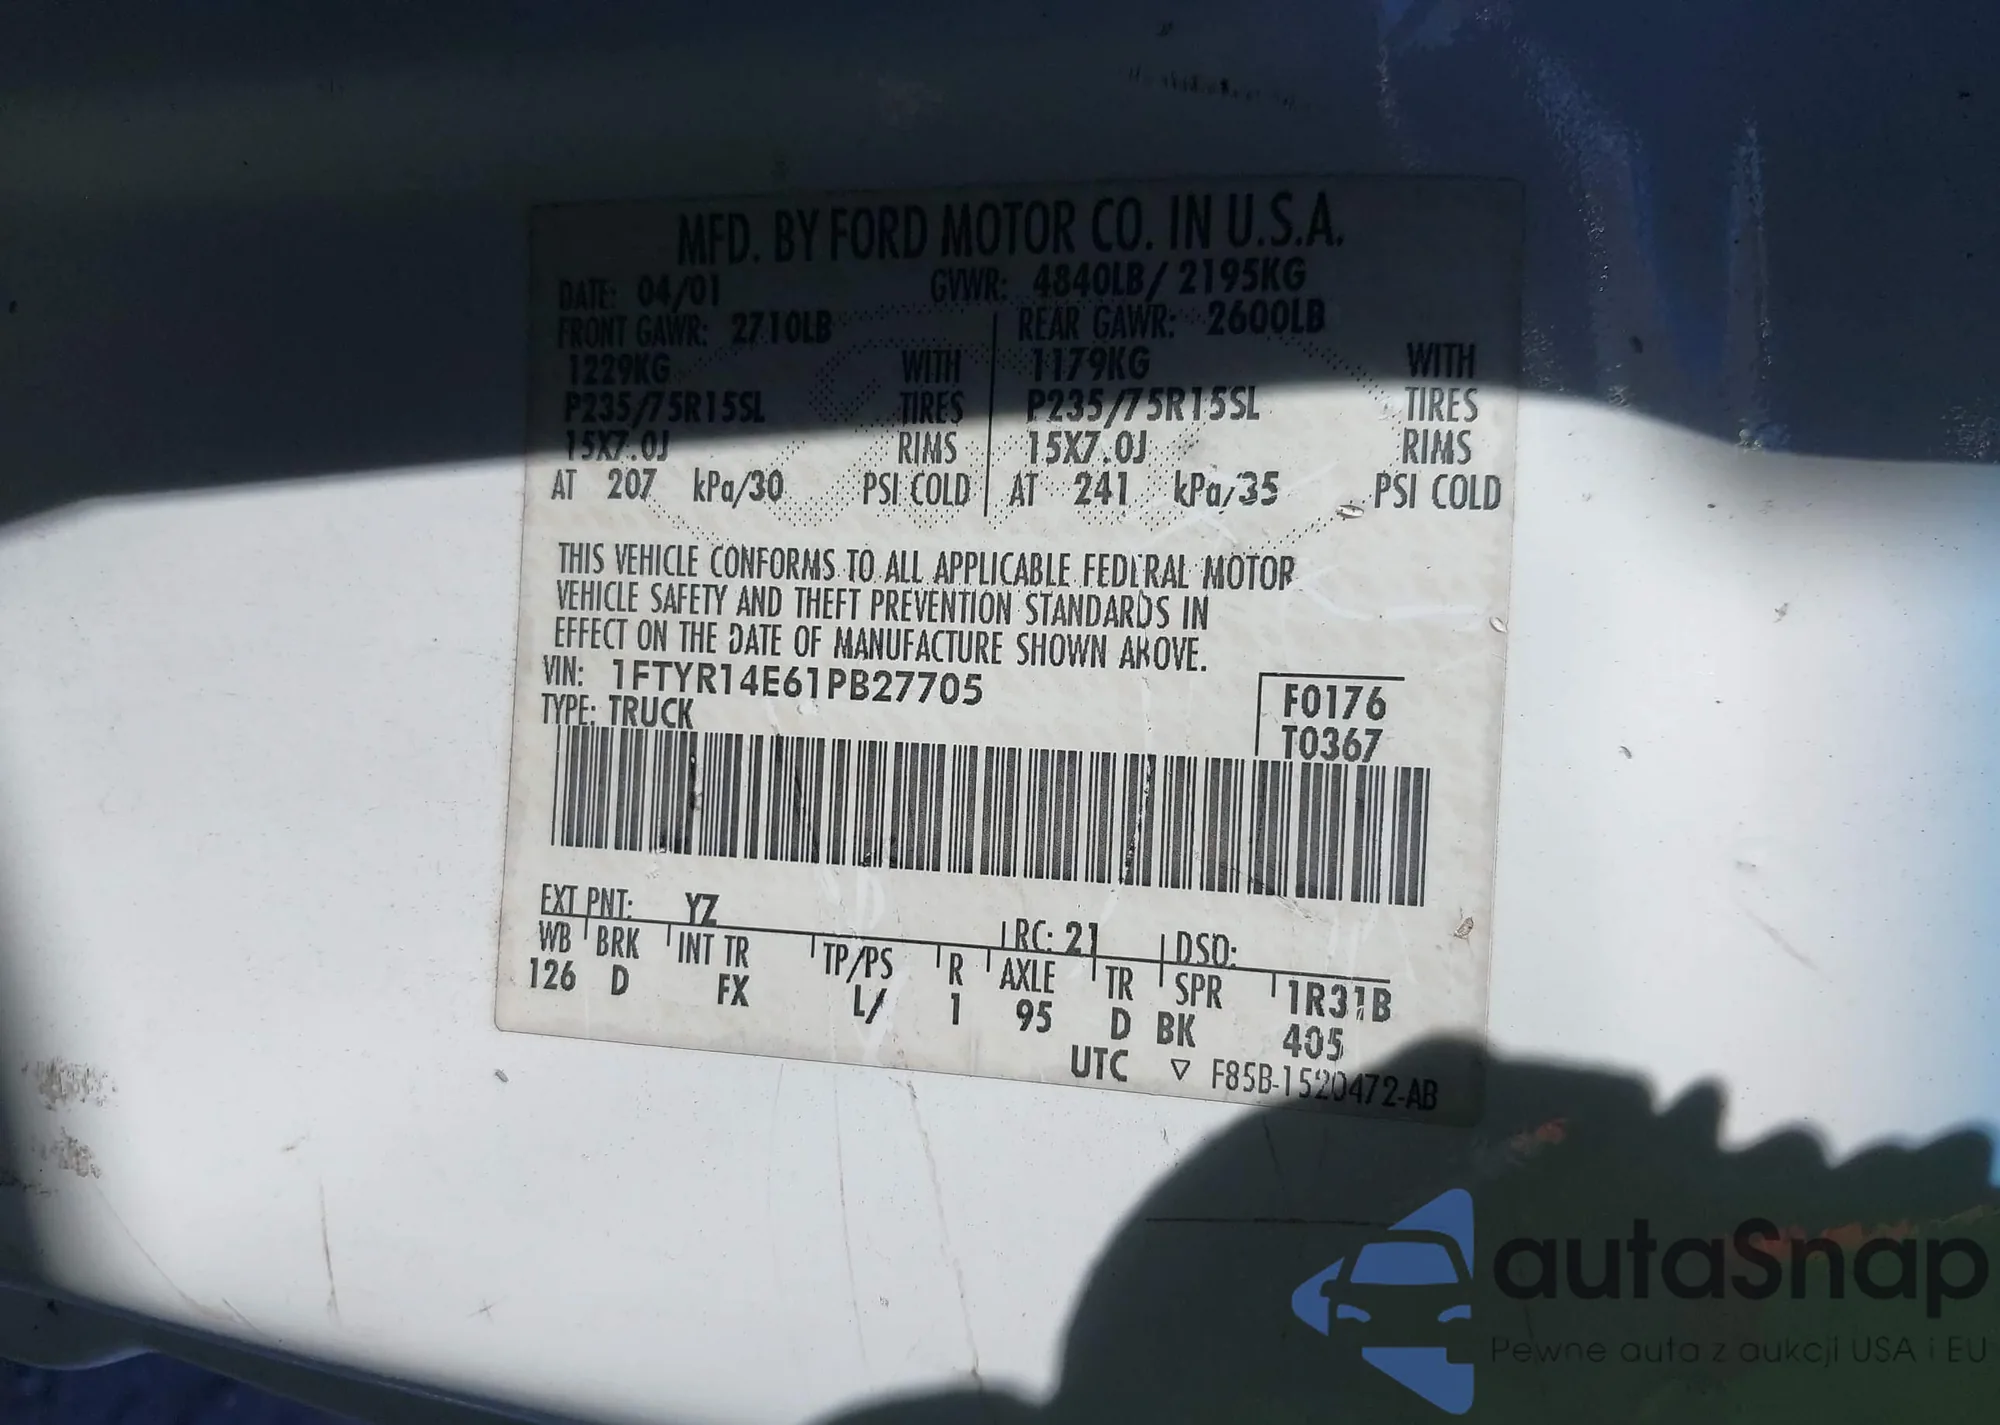 MFD. BY FORD MOTOR CO. IN U.S.A.
DATE: 04/01 GVWR: 4840LB/ 2195KG
FRONT GAWR: 2710LB REAR GAWR: 2600LB
1229KG WITH 1179KG WITH
P235/75R15SL TIRES P235/75R15SL TIRES
15X7.0J RIMS 15X7.0J RIMS
AT 207 kPa/30 PSI COLD AT 241 kPa/35 PSI COLD
THIS VEHICLE CONFORMS TO ALL APPLICABLE FEDERAL MOTOR
VEHICLE SAFETY AND THEFT PREVENTION STANDARDS IN
EFFECT ON THE DATE OF MANUFACTURE SHOWN ABOVE.
VIN: 1FTYR14E61PB27705
TYPE: TRUCK
F0176
T0367
EXT PNT: YZ RC: 21 DSO:
WB BRK INT TR TP/PS R AXLE TR SPR 1R31B
126 D FX L/ 1 95 D BK 405
UTC ▽ F85B-1520472-AB
autaSnap
Pewne auta z aukcji USA i EU